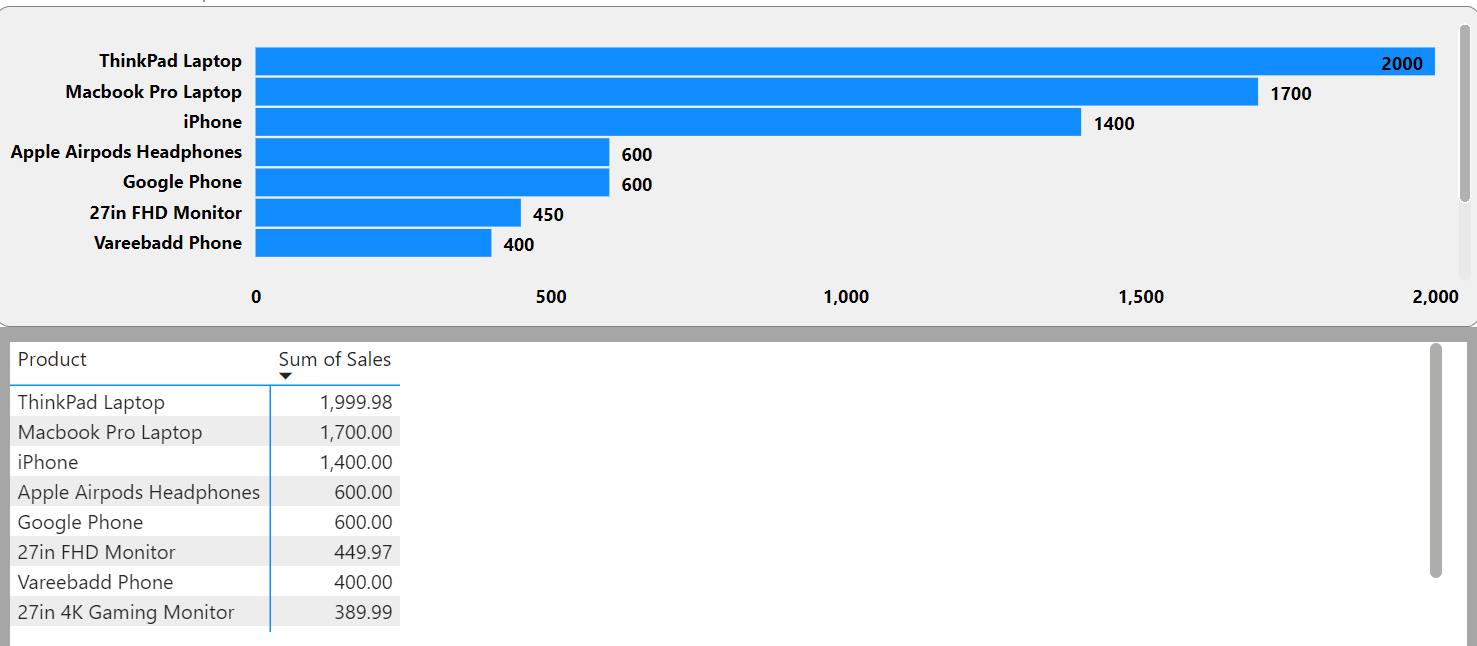 ThinkPad Laptop 2000
Macbook Pro Laptop 1700
iPhone 1400
Apple Airpods Headphones 600
Google Phone 600
27in FHD Monitor 450
Vareebadd Phone 400
0 500 1,000 1,500 2,000
Product Sum of Sales
ThinkPad Laptop 1,999.98
Macbook Pro Laptop 1,700.00
iPhone 1,400.00
Apple Airpods Headphones 600.00
Google Phone 600.00
27in FHD Monitor 449.97
Vareebadd Phone 400.00
27in 4K Gaming Monitor 389.99